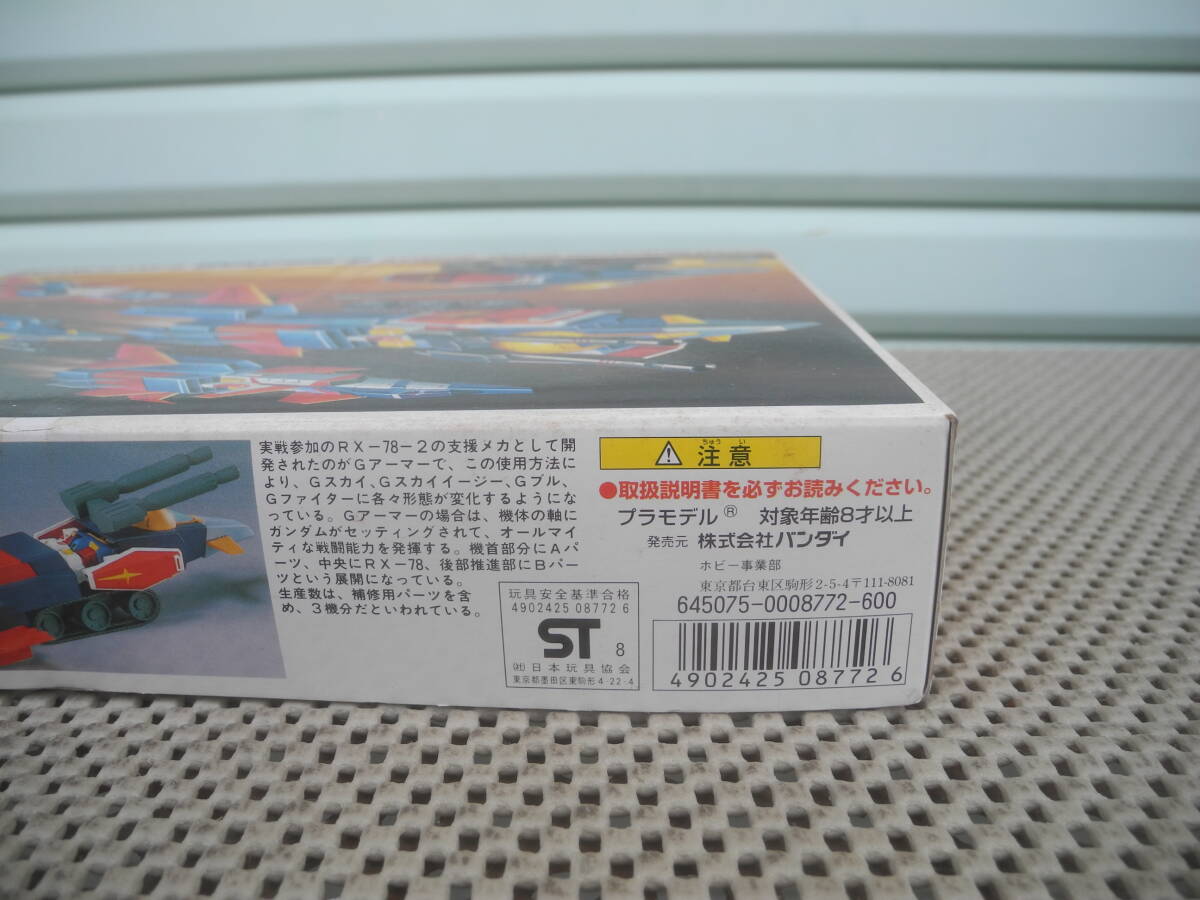 実戦参加のRX-78-2の支援メカとして開
発されたのがGアーマーで、この使用方法に
より、Gスカイ、Gスカイイージー、Gブル、
Gファイターに各々形態が変化するようにな
っている。Gアーマーの場合は、機体の軸に
ガンダムがセッティングされて、オールマイ
ティな戦闘能力を発揮する。機首部分にAパ
ーツ、中央にRX-78、後部推進部にBパー
ツという展開になっている。
生産数は、補修用パーツを含
め、3機分だといわれている。
玩具安全基準合格
4902425 08772 6
ST 8
㈳日本玩具協会
東京都墨田区東駒形4-22-4
ちゅう い
注意
●取扱説明書を必ずお読みください。
プラモデル® 対象年齢8才以上
発売元 株式会社バンダイ
ホビー事業部
東京都台東区駒形2-5-4〒111-8081
645075-0008772-600
4902425 087726